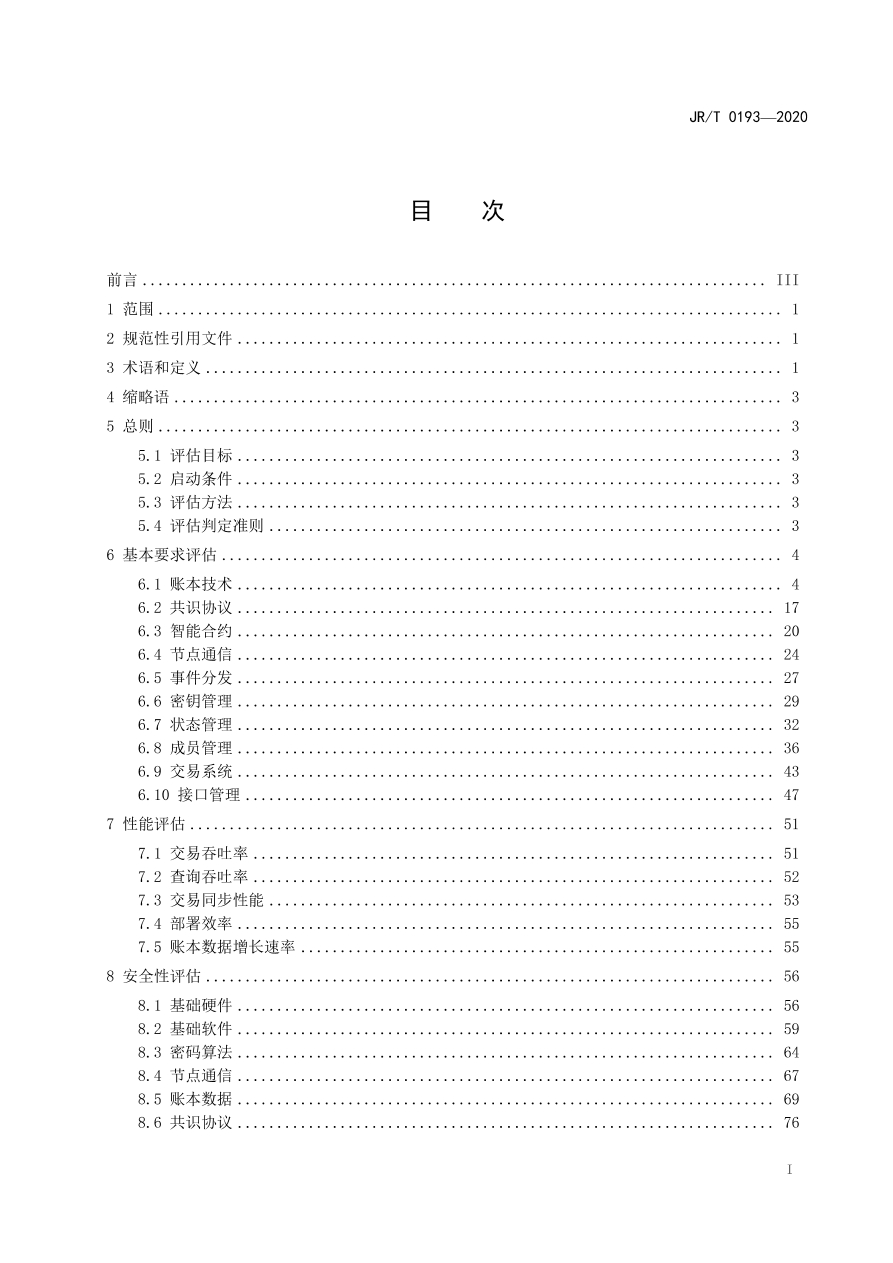 JR/T 0193—2020
目 次
前言 ................................................................................ III
1 范围 ................................................................................ 1
2 规范性引用文件 ...................................................................... 1
3 术语和定义 .......................................................................... 1
4 缩略语 .............................................................................. 3
5 总则 ................................................................................ 3
5.1 评估目标 .......................................................................... 3
5.2 启动条件 .......................................................................... 3
5.3 评估方法 .......................................................................... 3
5.4 评估判定准则 ...................................................................... 3
6 基本要求评估 ........................................................................ 4
6.1 账本技术 .......................................................................... 4
6.2 共识协议 ......................................................................... 17
6.3 智能合约 ......................................................................... 20
6.4 节点通信 ......................................................................... 24
6.5 事件分发 ......................................................................... 27
6.6 密钥管理 ......................................................................... 29
6.7 状态管理 ......................................................................... 32
6.8 成员管理 ......................................................................... 36
6.9 交易系统 ......................................................................... 43
6.10 接口管理 ........................................................................ 47
7 性能评估 ........................................................................... 51
7.1 交易吞吐率 ....................................................................... 51
7.2 查询吞吐率 ....................................................................... 52
7.3 交易同步性能 ..................................................................... 53
7.4 部署效率 ......................................................................... 55
7.5 账本数据增长速率 ................................................................. 55
8 安全性评估 ......................................................................... 56
8.1 基础硬件 ......................................................................... 56
8.2 基础软件 ......................................................................... 59
8.3 密码算法 ......................................................................... 64
8.4 节点通信 ......................................................................... 67
8.5 账本数据 ......................................................................... 69
8.6 共识协议 ......................................................................... 76
I